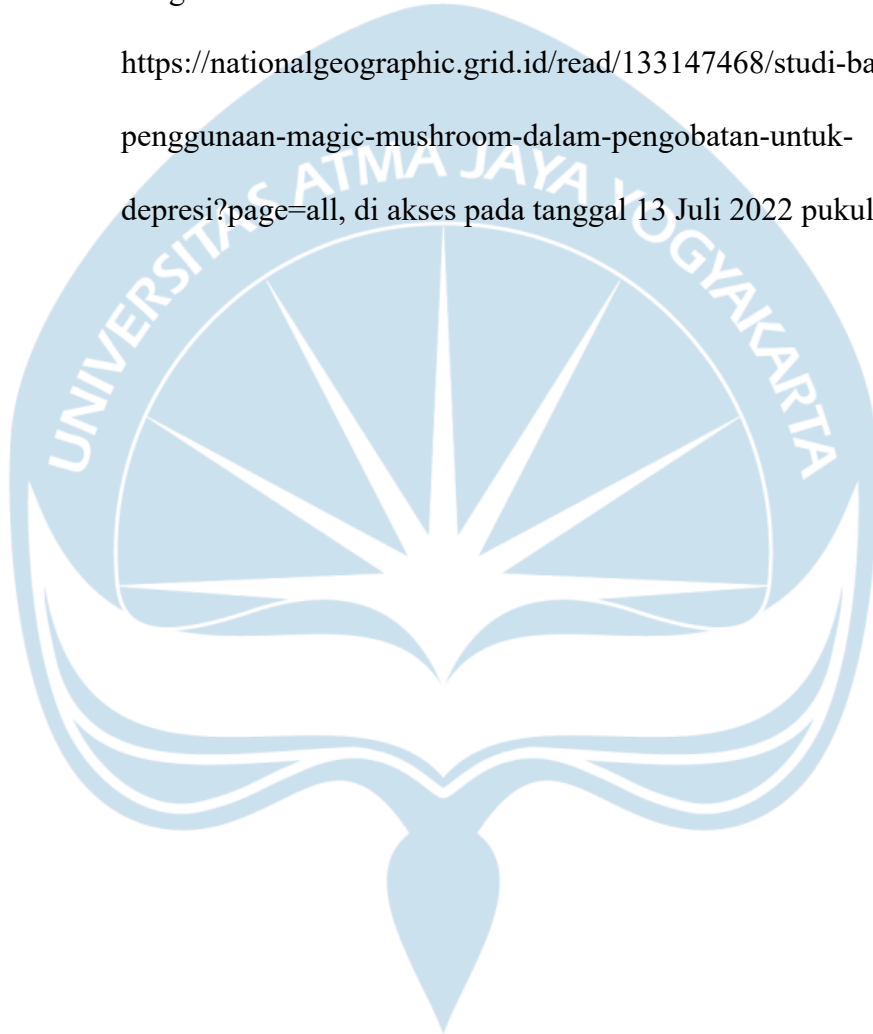 https://nationalgeographic.grid.id/read/133147468/studi-ba
penggunaan-magic-mushroom-dalam-pengobatan-untuk-
depresi?page=all, di akses pada tanggal 13 Juli 2022 pukul
UNIVERSITAS ATMA JAYA YOGYAKARTA